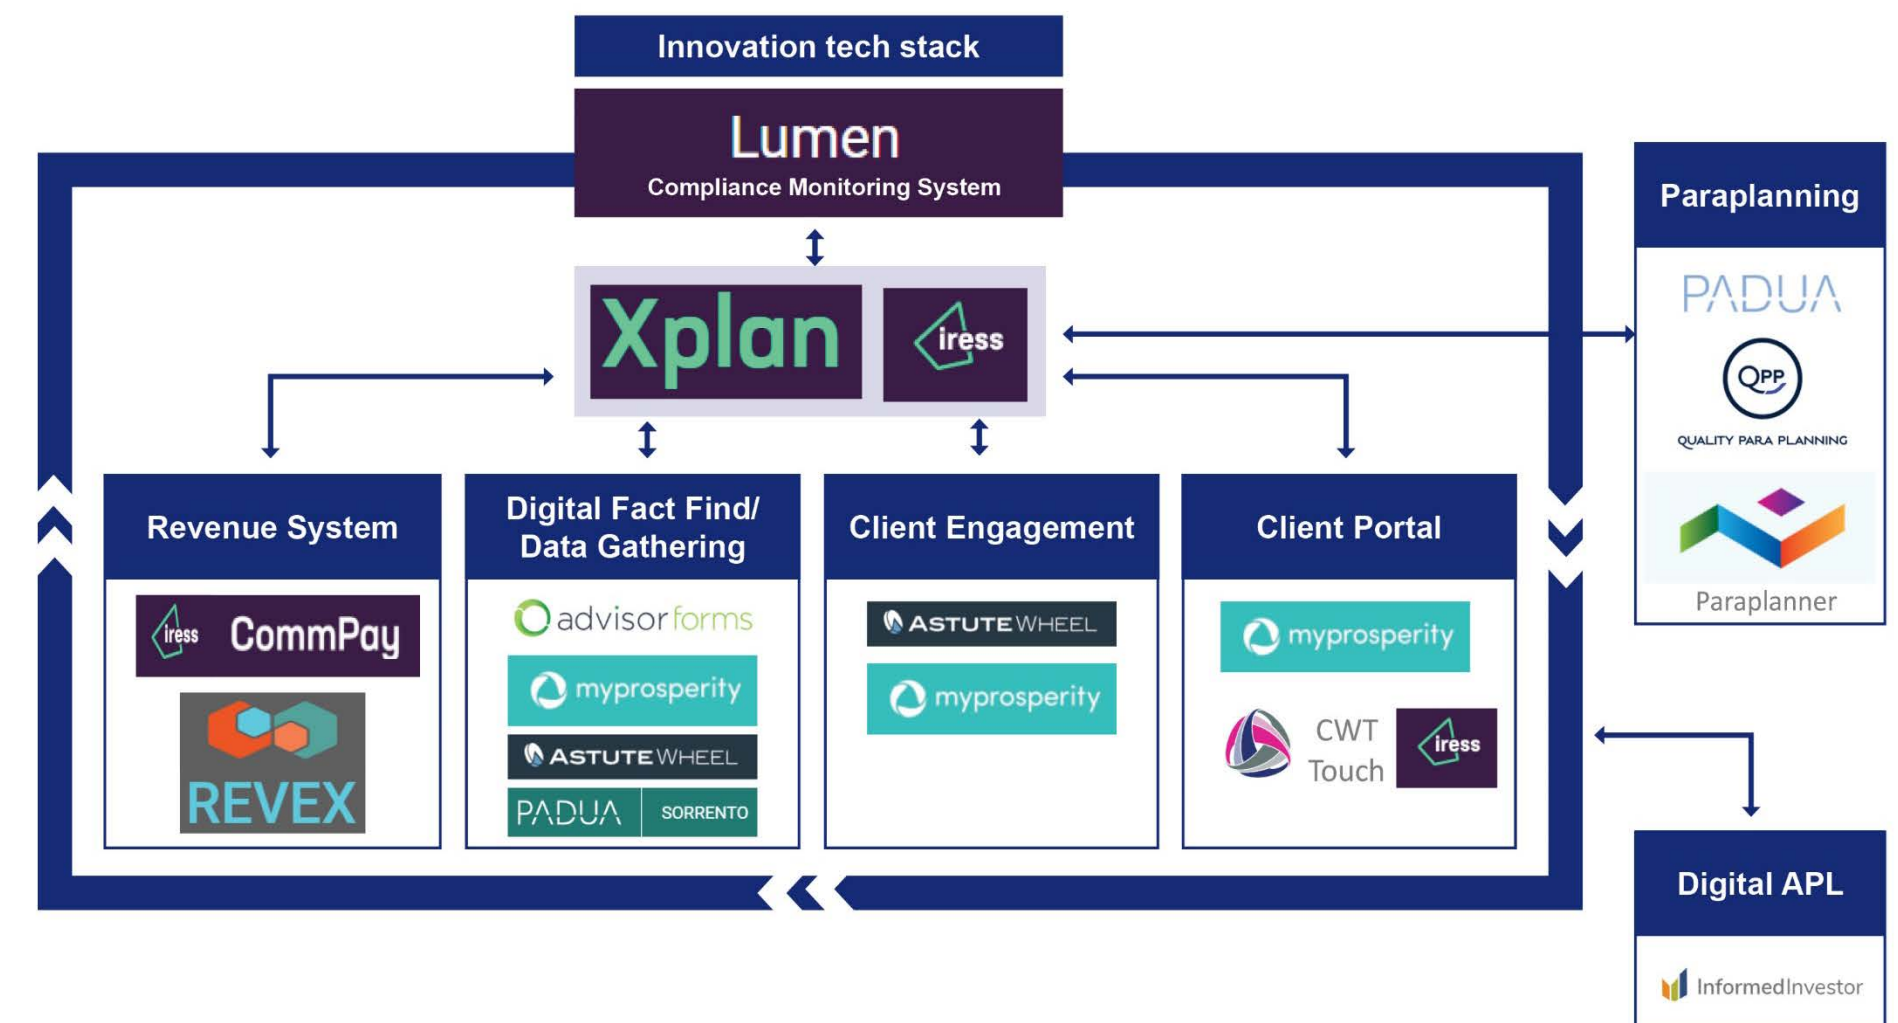 Innovation tech stack
Lumen
Compliance Monitoring System
Xplan
iress
Revenue System
iress CommPay
REVEX
Digital Fact Find/
Data Gathering
advisorforms
myprosperity
ASTUTEWHEEL
PADUA SORRENTO
Client Engagement
ASTUTEWHEEL
myprosperity
Client Portal
myprosperity
CWT
Touch
iress
Paraplanning
PADUA
QPP
QUALITY PARA PLANNING
Paraplanner
Digital APL
InformedInvestor